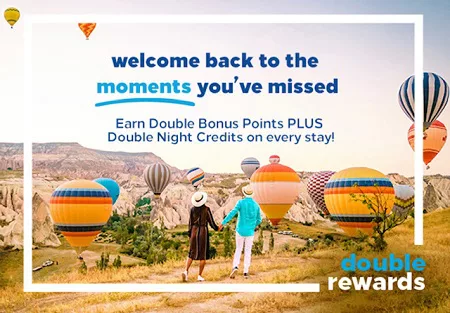 welcome back to the
moments you've missed
Earn Double Bonus Points PLUS
Double Night Credits on every stay!
double
rewards